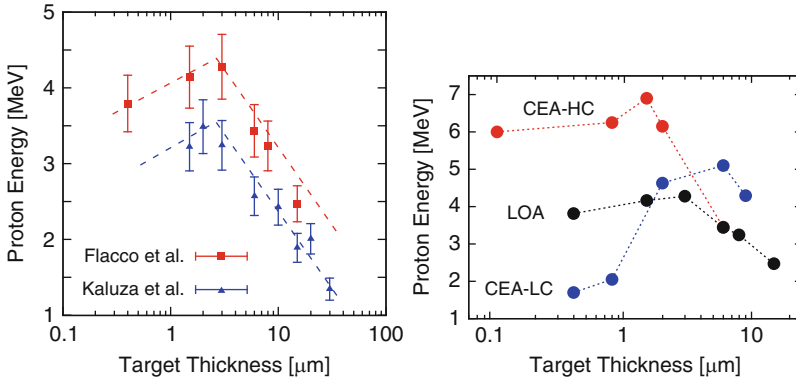 5
4
3
2
1
0.1
1
10
100
Proton Energy [MeV]
Target Thickness [μm]
Flacco et al.
Kaluza et al.
7
6
5
4
3
2
1
0.1
1
10
Proton Energy [MeV]
Target Thickness [μm]
CEA-HC
LOA
CEA-LC